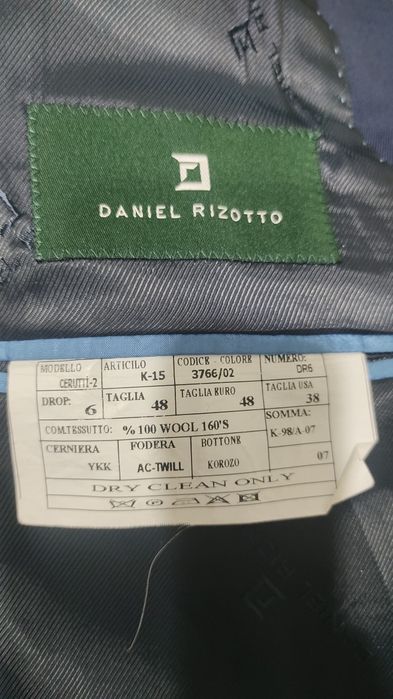 DANIEL RIZOTTO
MODELLO ARTICILO CODICE - COLORE NUMERO:
CERUTTI-2 K-15 3766/02 DR6
DROP: 6 TAGLIA 48 TAGLIA EURO 48 TAGLIA USA 38
COM.TESSUTTO: % 100 WOOL 160'S SOMMA: K-98/A-07
CERNIERA FODERA BOTTONE
YKK AC-TWILL KOROZO 07
DRY CLEAN ONLY